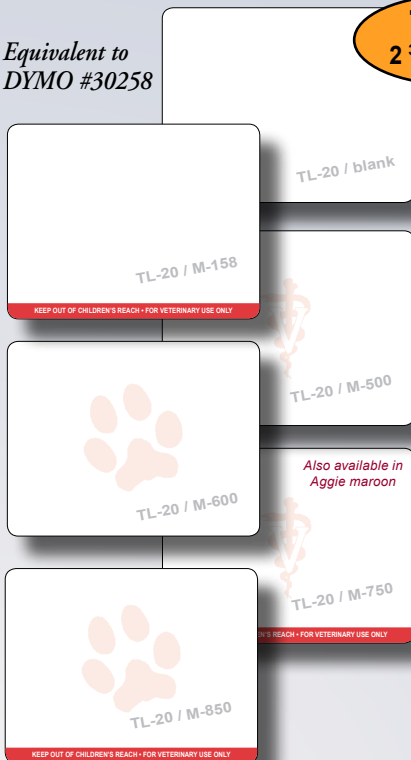 Equivalent to
DYMO #30258
2
TL-20 / blank
TL-20 / M-158
KEEP OUT OF CHILDREN'S REACH • FOR VETERINARY USE ONLY
V
TL-20 / M-500
TL-20 / M-600
Also available in
Aggie maroon
V
TL-20 / M-750
EN'S REACH • FOR VETERINARY USE ONLY
TL-20 / M-850
KEEP OUT OF CHILDREN'S REACH • FOR VETERINARY USE ONLY